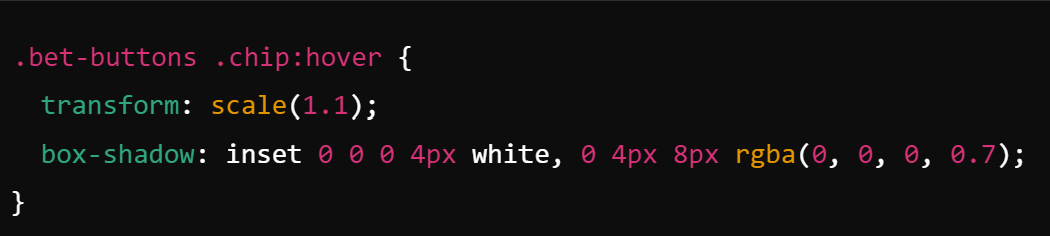 .bet-buttons .chip:hover {
  transform: scale(1.1);
  box-shadow: inset 0 0 0 4px white, 0 4px 8px rgba(0, 0, 0, 0.7);
}